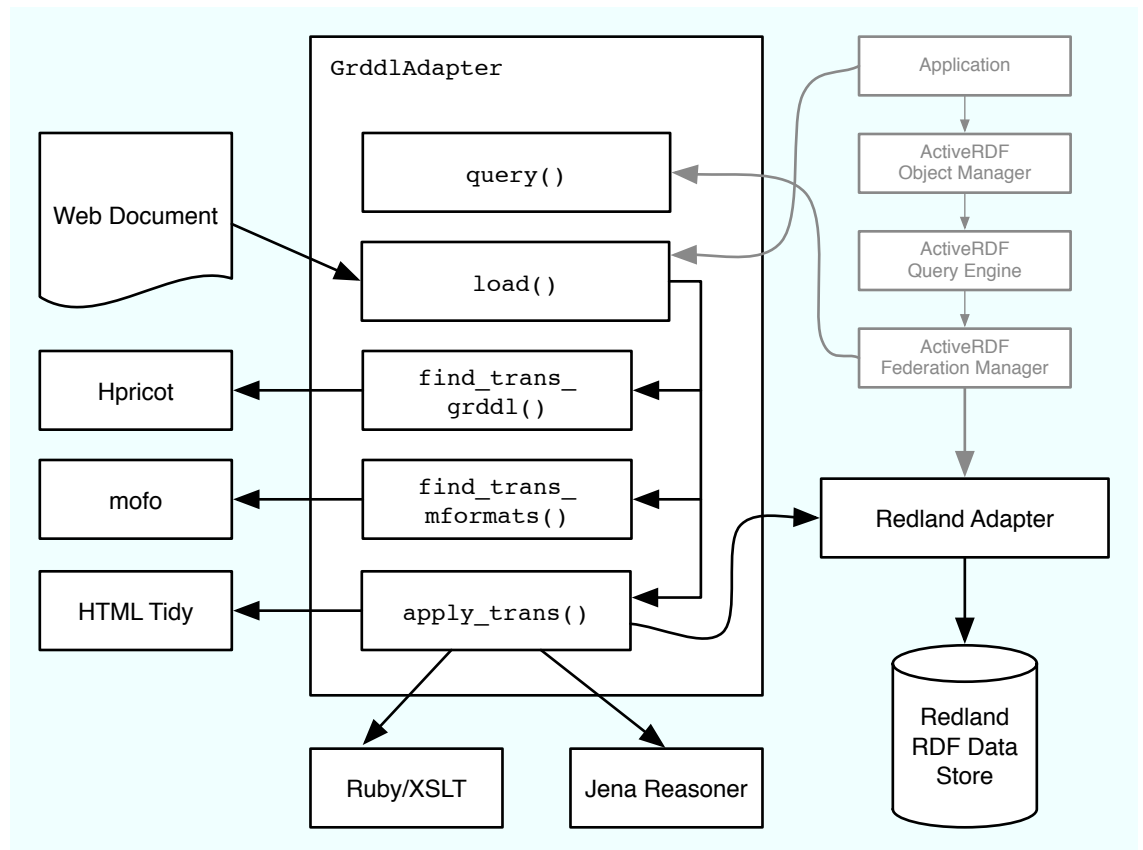 GrddlAdapter
query()
load()
find_trans_
grddl()
find_trans_
mformats()
apply_trans()
Web Document
Hpricot
mofo
HTML Tidy
Ruby/XSLT
Jena Reasoner
Application
ActiveRDF
Object Manager
ActiveRDF
Query Engine
ActiveRDF
Federation Manager
Redland Adapter
Redland
RDF Data
Store